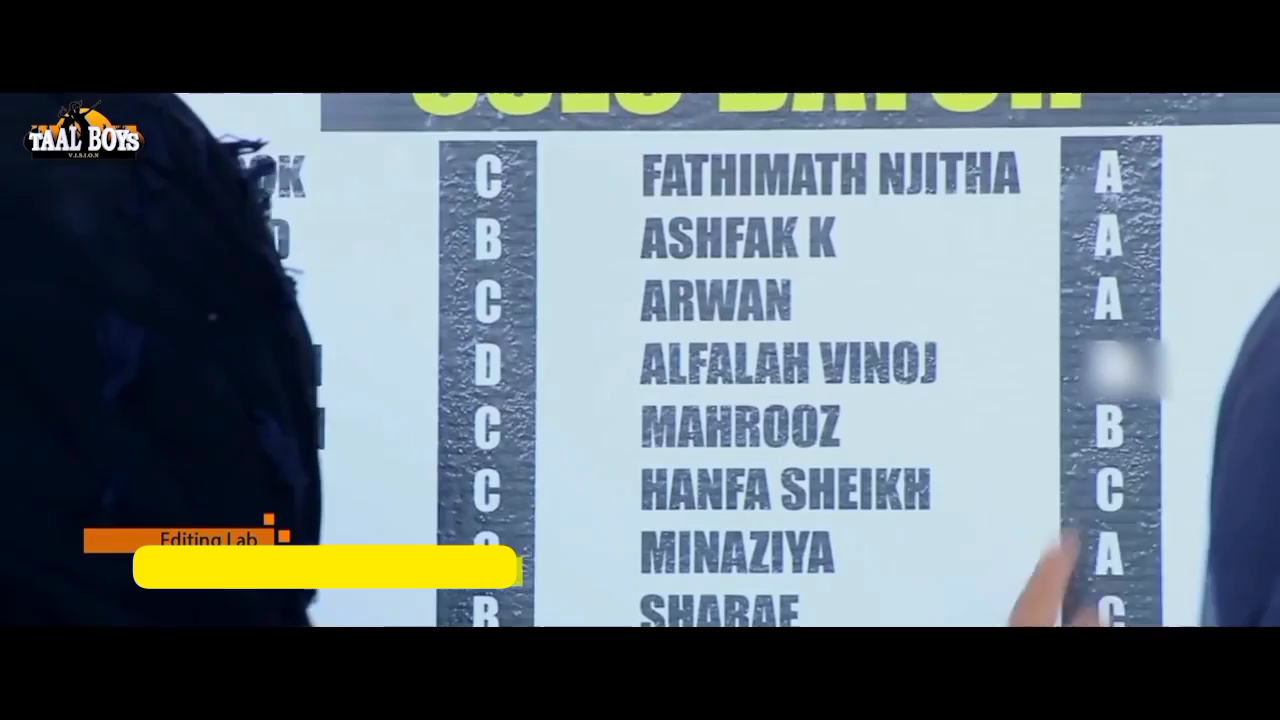 TAAL BOYS
VISION
C FATHIMATH NJITHA A
B ASHFAK K A
C ARWAN A
D ALFALAH VINOJ
C MAHROOZ B
C HANFA SHEIKH C
MINAZIYA A
B SHARAF C
Editing Lab